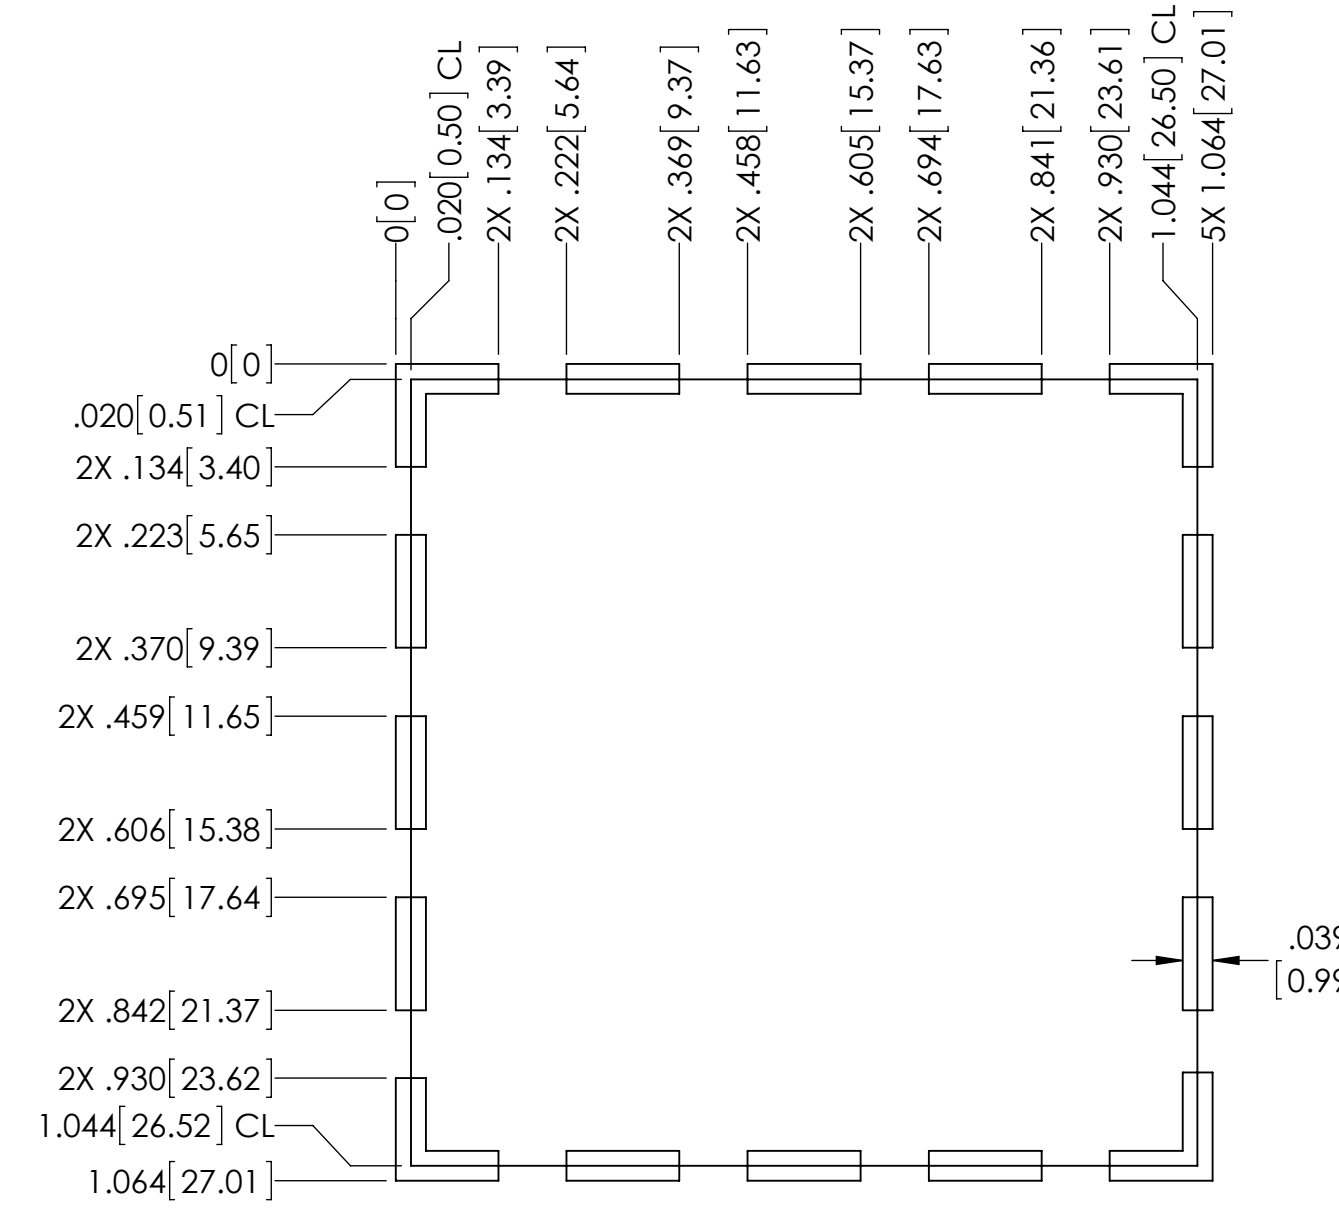 0[0]
.020[0.50] CL
2X .134[3.39]
2X .222[5.64]
2X .369[9.37]
2X .458[11.63]
2X .605[15.37]
2X .694[17.63]
2X .841[21.36]
2X .930[23.61]
1.044[26.50] CL
5X 1.064[27.01]
0[0]
.020[0.51] CL
2X .134[3.40]
2X .223[5.65]
2X .370[9.39]
2X .459[11.65]
2X .606[15.38]
2X .695[17.64]
2X .842[21.37]
2X .930[23.62]
1.044[26.52] CL
1.064[27.01]
.039
[0.99